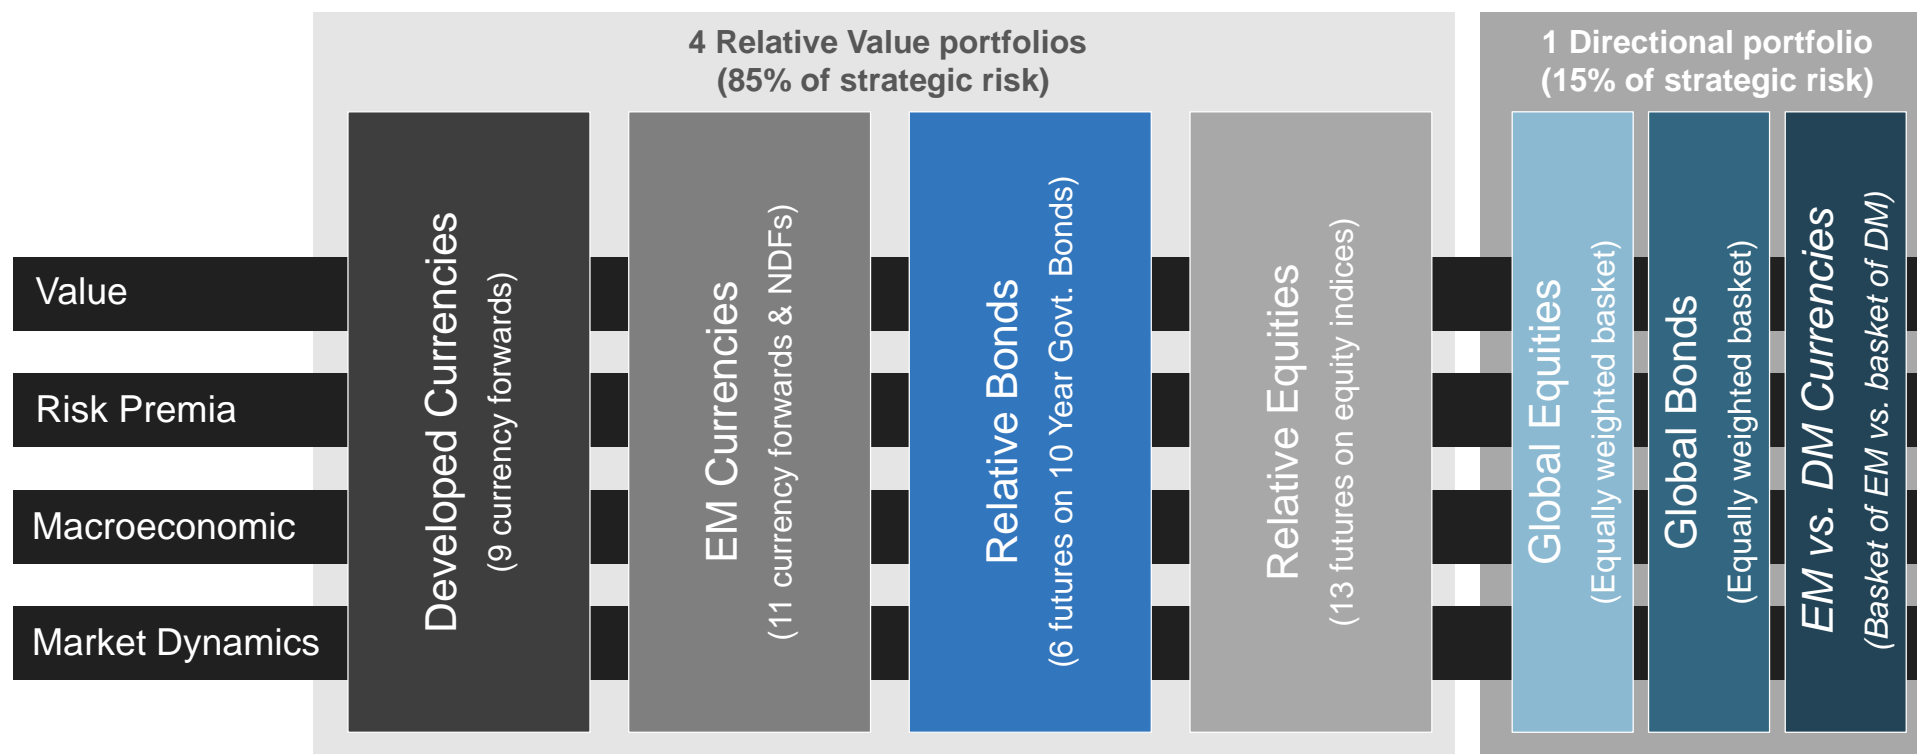 4 Relative Value portfolios
(85% of strategic risk)
1 Directional portfolio
(15% of strategic risk)
Value
Risk Premia
Macroeconomic
Market Dynamics
Developed Currencies
(9 currency forwards)
EM Currencies
(11 currency forwards & NDFs)
Relative Bonds
(6 futures on 10 Year Govt. Bonds)
Relative Equities
(13 futures on equity indices)
Global Equities
(Equally weighted basket)
Global Bonds
(Equally weighted basket)
EM vs. DM Currencies
(Basket of EM vs. basket of DM)